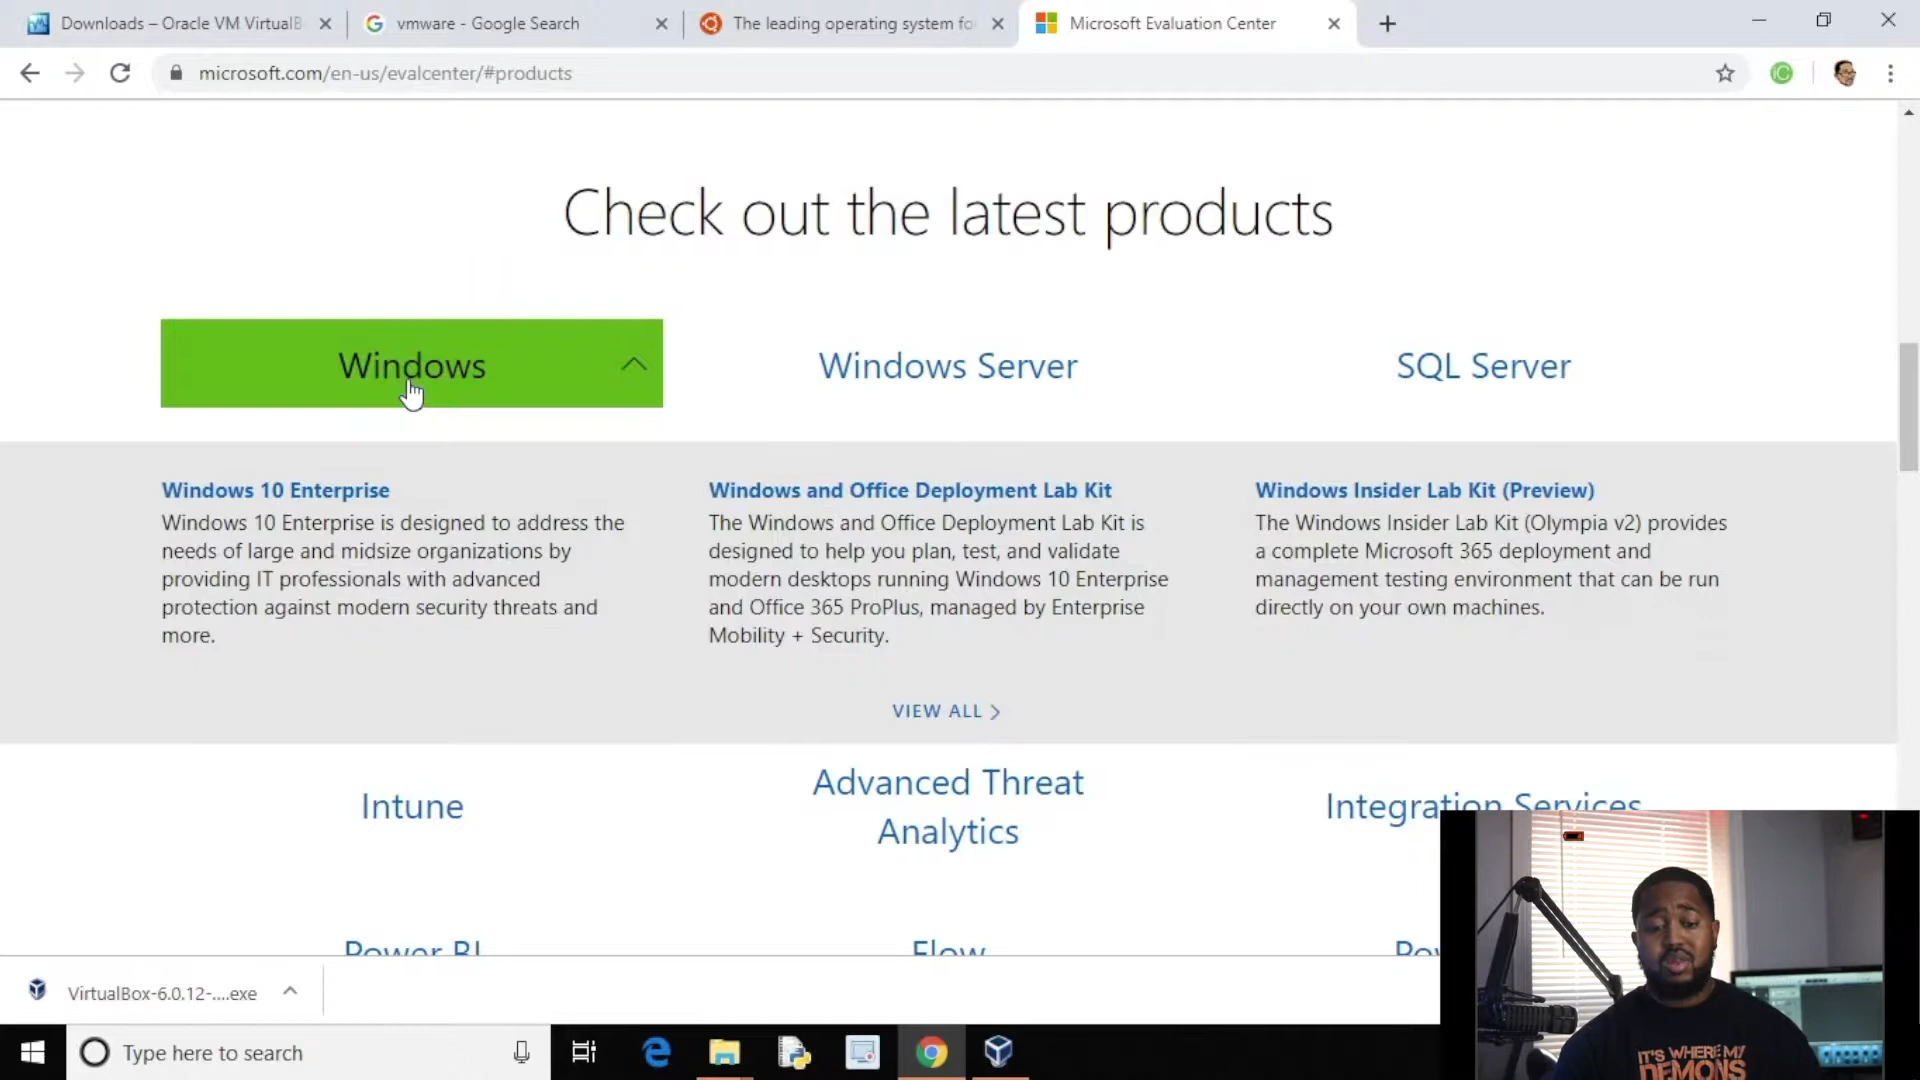 Downloads – Oracle VM VirtualB
vmware - Google Search
The leading operating system fo
Microsoft Evaluation Center
microsoft.com/en-us/evalcenter/#products
Check out the latest products
Windows
Windows Server
SQL Server
Windows 10 Enterprise
Windows 10 Enterprise is designed to address the
needs of large and midsize organizations by
providing IT professionals with advanced
protection against modern security threats and
more.
Windows and Office Deployment Lab Kit
The Windows and Office Deployment Lab Kit is
designed to help you plan, test, and validate
modern desktops running Windows 10 Enterprise
and Office 365 ProPlus, managed by Enterprise
Mobility + Security.
Windows Insider Lab Kit (Preview)
The Windows Insider Lab Kit (Olympia v2) provides
a complete Microsoft 365 deployment and
management testing environment that can be run
directly on your own machines.
VIEW ALL
Intune
Advanced Threat
Analytics
Integration Services
Power BI
Flow
VirtualBox-6.0.12-....exe
Type here to search
IT'S WHERE MY
DEMONS